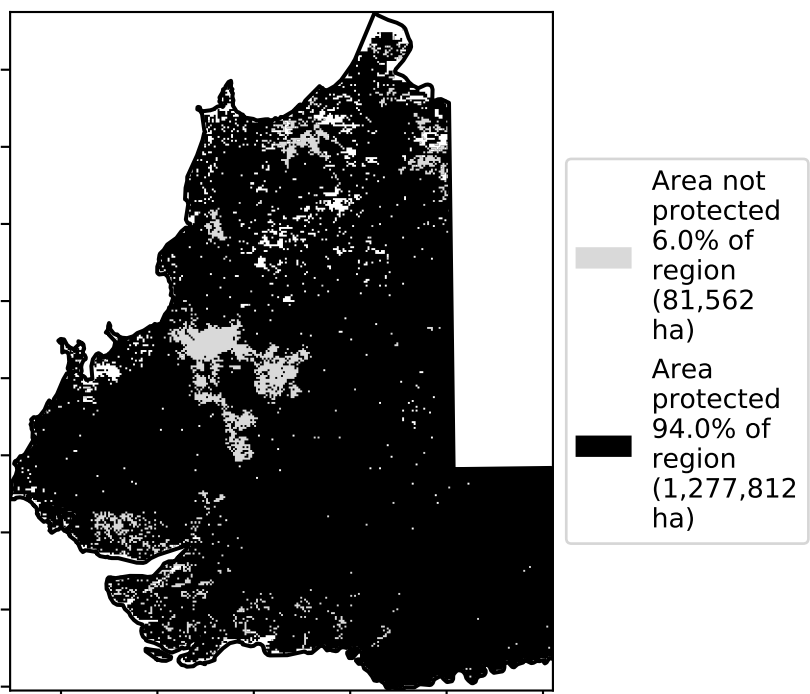 Area not
protected
6.0% of
region
(81,562
ha)
Area
protected
94.0% of
region
(1,277,812
ha)